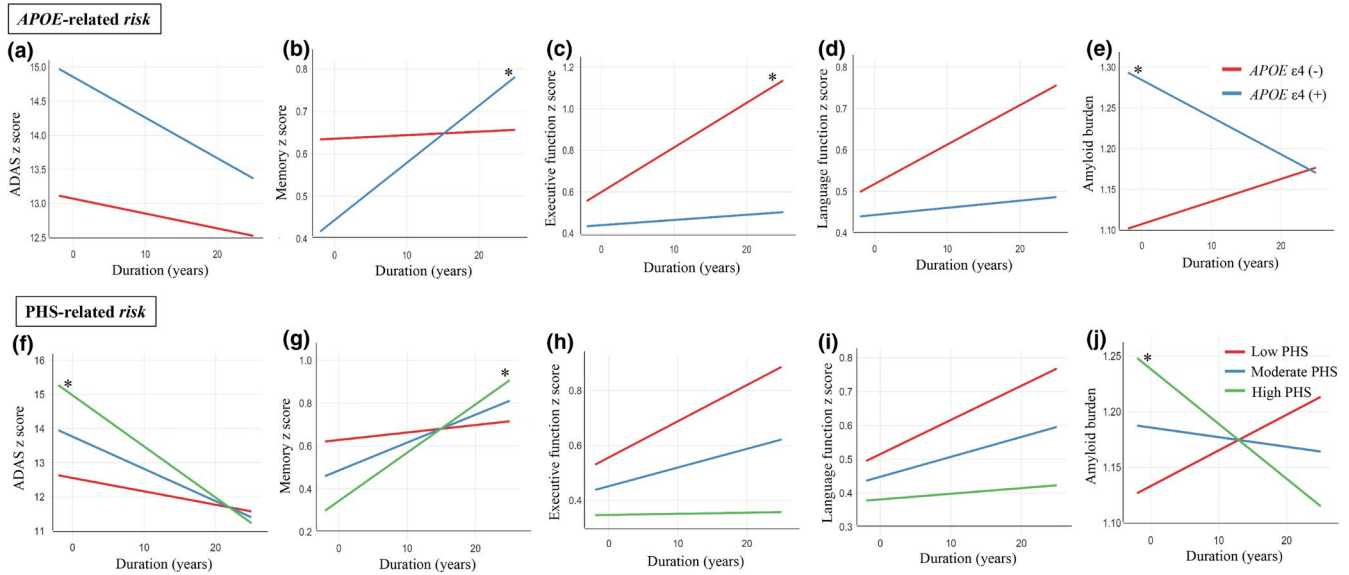 APOE-related risk
(a)
ADAS z score
15.0
14.5
14.0
13.5
13.0
12.5
0
10
20
Duration (years)
(b)
Memory z score
0.8
0.7
0.6
0.5
0.4
*
0
10
20
Duration (years)
(c)
Executive function z score
1.2
1.0
0.8
0.6
0.4
*
0
10
20
Duration (years)
(d)
Language function z score
0.8
0.7
0.6
0.5
0.4
0
10
20
Duration (years)
(e)
Amyloid burden
1.30
1.25
1.20
1.15
1.10
*
APOE ε4 (-)
APOE ε4 (+)
0
10
20
Duration (years)
PHS-related risk
(f)
ADAS z score
16
15
14
13
12
11
*
0
10
20
Duration (years)
(g)
Memory z score
1.0
0.8
0.6
0.4
0.2
*
0
10
20
Duration (years)
(h)
Executive function z score
0.8
0.6
0.4
0
10
20
Duration (years)
(i)
Language function z score
0.8
0.7
0.6
0.5
0.4
0.3
0
10
20
Duration (years)
(j)
Amyloid burden
1.25
1.20
1.15
1.10
*
Low PHS
Moderate PHS
High PHS
0
10
20
Duration (years)